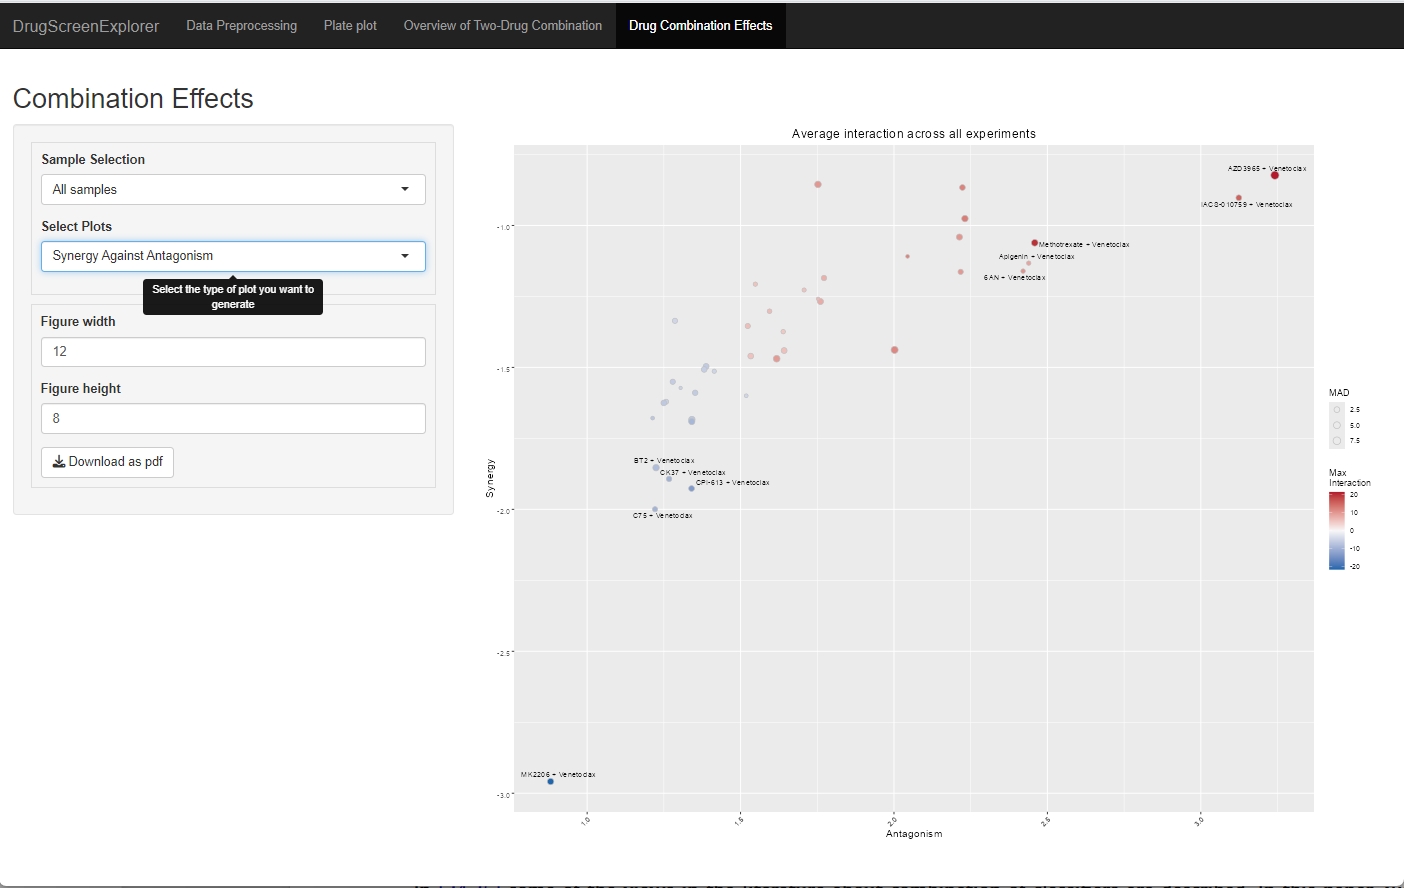 DrugScreenExplorer Data Preprocessing Plate plot Overview of Two-Drug Combination Drug Combination Effects
Combination Effects
Sample Selection
All samples
Select Plots
Synergy Against Antagonism
Select the type of plot you want to
generate
Figure width
12
Figure height
8
Download as pdf
Average interaction across all experiments
AZD3965 + Venetoclax
IACS-010759 + Venetoclax
Methotrexate + Venetoclax
Apigenin + Venetoclax
6AN + Venetoclax
BT2 + Venetoclax
CK37 + Venetoclax
CPI-613 + Venetoclax
C75 + Venetoclax
MK2206 + Venetoclax
Synergy
-1.0
-1.5
-2.0
-2.5
-3.0
1.0 1.5 2.0 2.5 3.0
Antagonism
MAD
2.5
5.0
7.5
Max
Interaction
20
10
0
-10
-20